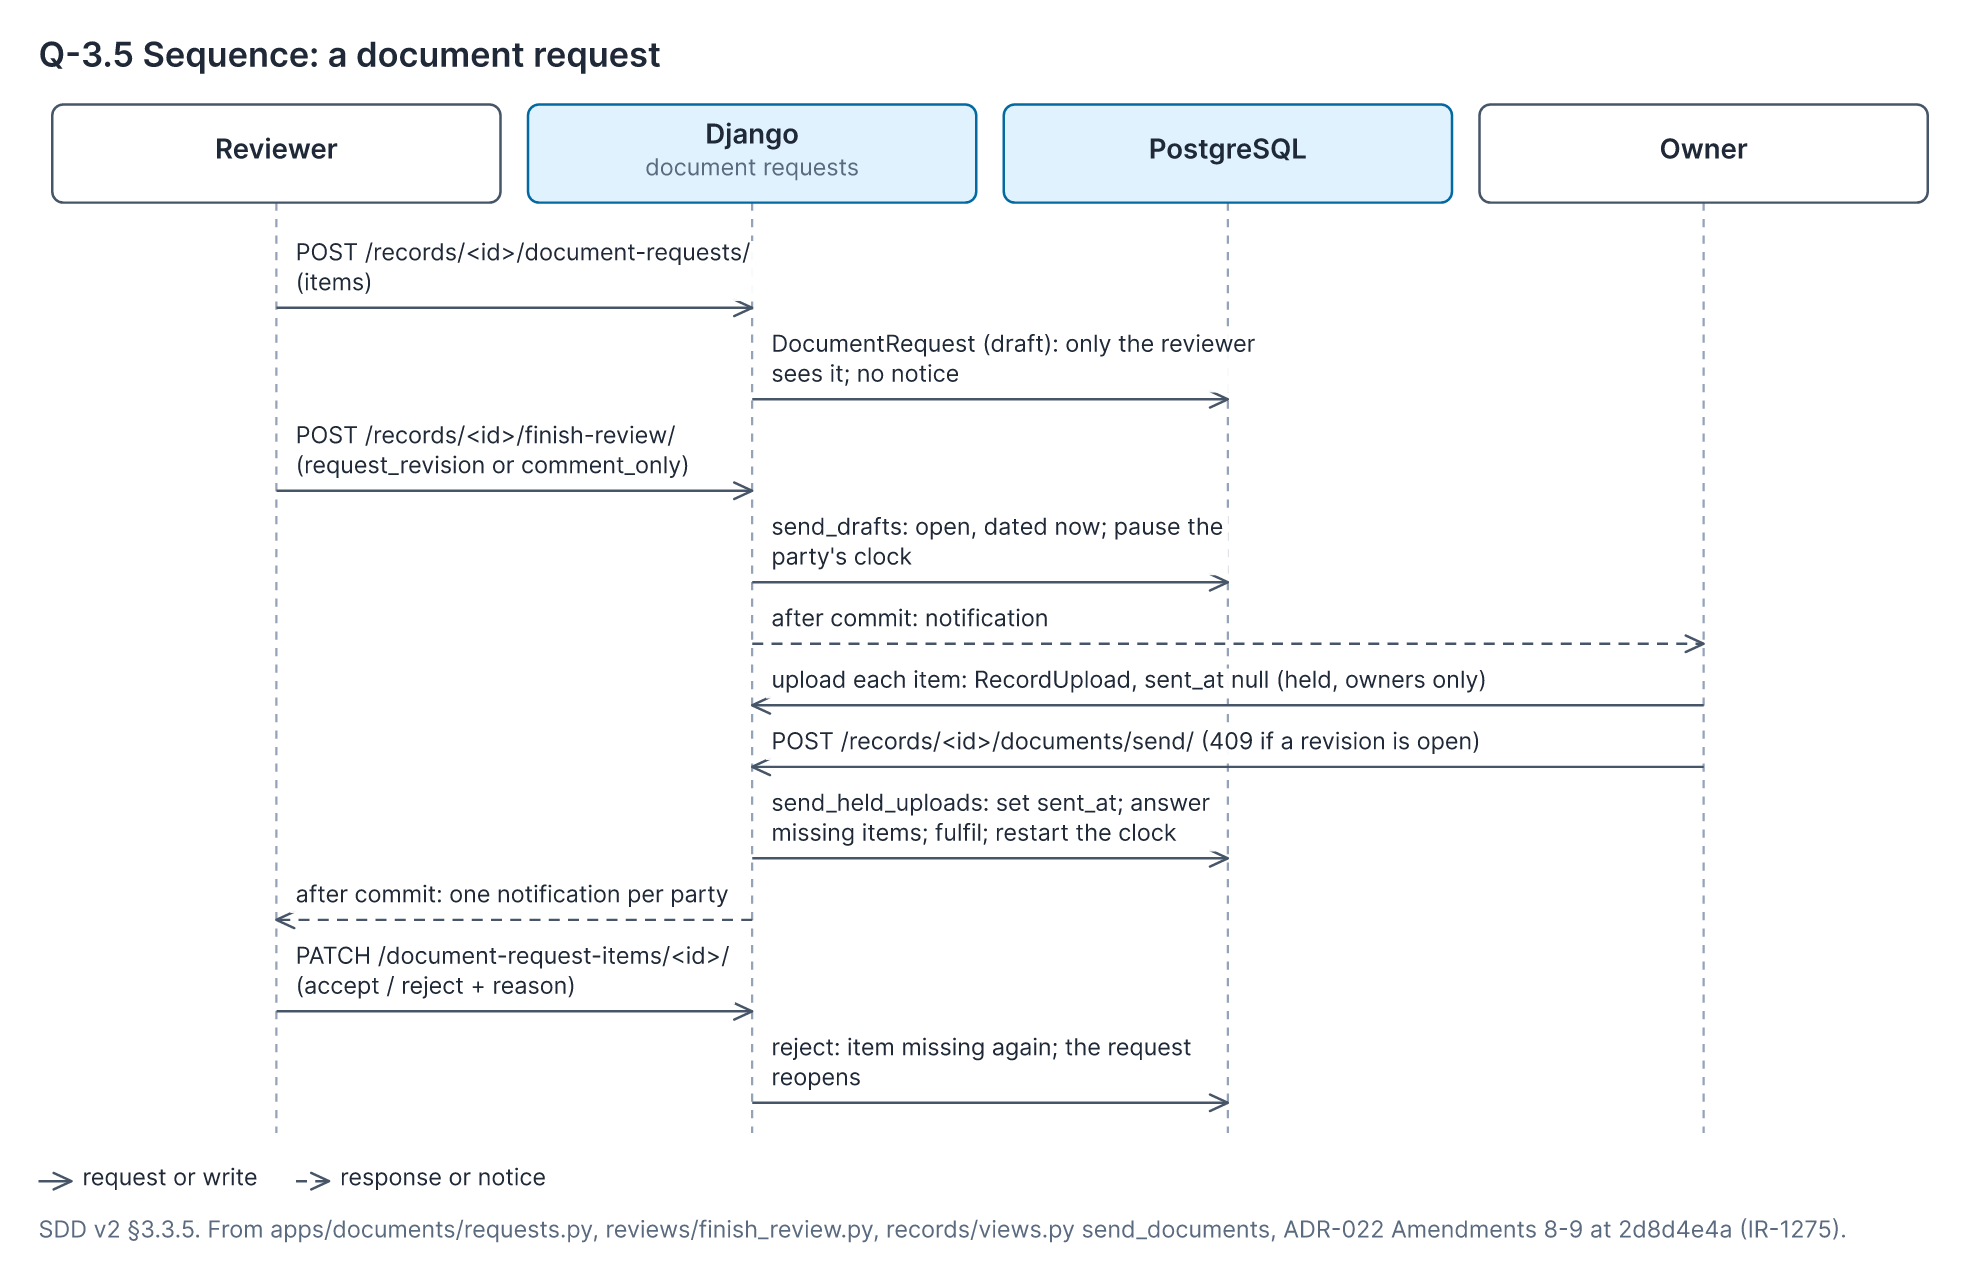 Q-3.5 Sequence: a document request
Reviewer
Django
document requests
PostgreSQL
Owner
POST /records/<id>/document-requests/
(items)
DocumentRequest (draft): only the reviewer
sees it; no notice
POST /records/<id>/finish-review/
(request_revision or comment_only)
send_drafts: open, dated now; pause the
party's clock
after commit: notification
upload each item: RecordUpload, sent_at null (held, owners only)
POST /records/<id>/documents/send/ (409 if a revision is open)
send_held_uploads: set sent_at; answer
missing items; fulfil; restart the clock
after commit: one notification per party
PATCH /document-request-items/<id>/
(accept / reject + reason)
reject: item missing again; the request
reopens
request or write
response or notice
SDD v2 §3.3.5. From apps/documents/requests.py, reviews/finish_review.py, records/views.py send_documents, ADR-022 Amendments 8-9 at 2d8d4e4a (IR-1275).